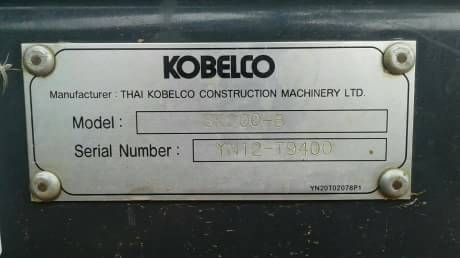 KOBELCO
Manufacturer : THAI KOBELCO CONSTRUCTION MACHINERY LTD.
Model: SK200-8
Serial Number: YN12-T9400
YN20T02078P1